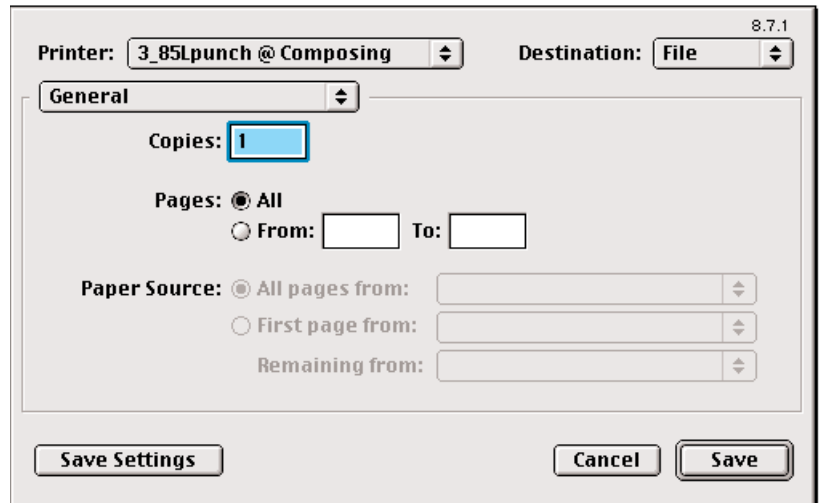 8.7.1
Printer: 3_85Lpunch @ Composing Destination: File
General
Copies: 1
Pages: All
From: To:
Paper Source: All pages from:
First page from:
Remaining from:
Save Settings Cancel Save